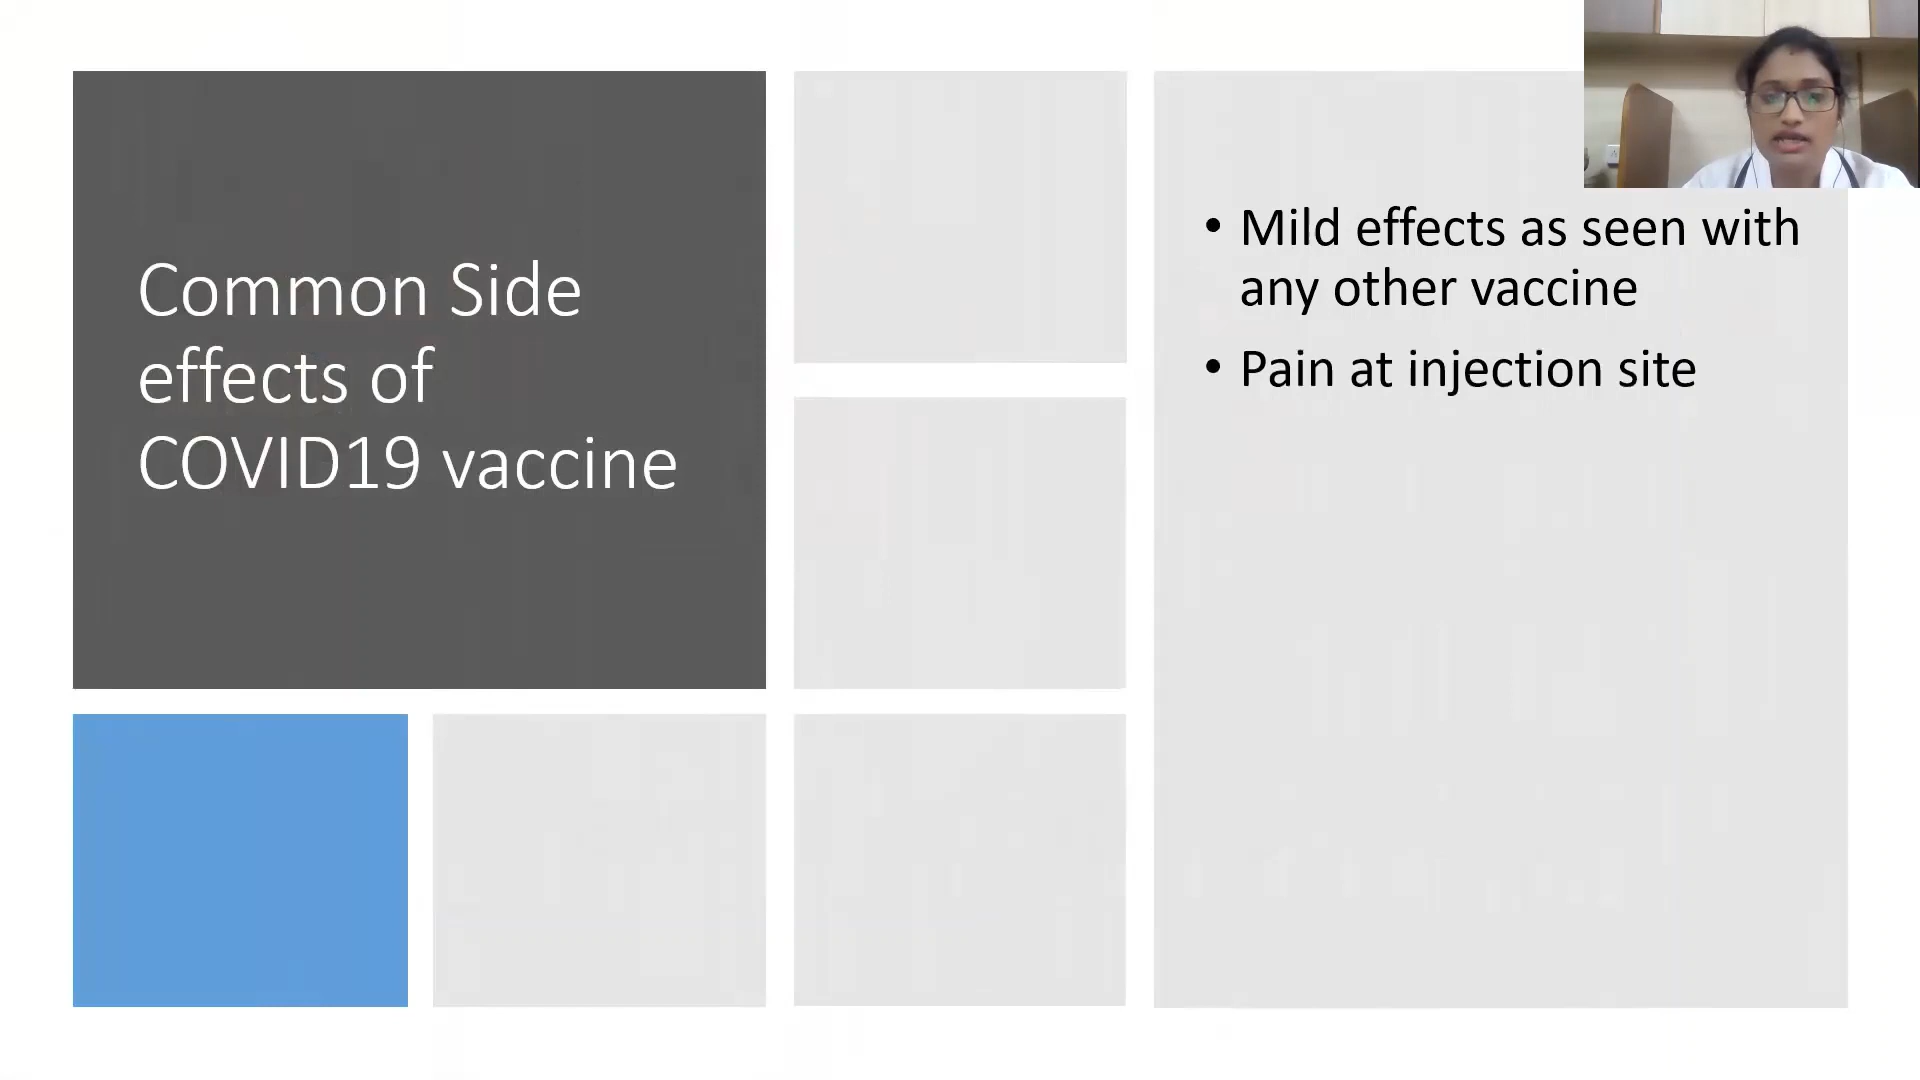 Common Side
effects of
COVID19 vaccine
• Mild effects as seen with
any other vaccine
• Pain at injection site